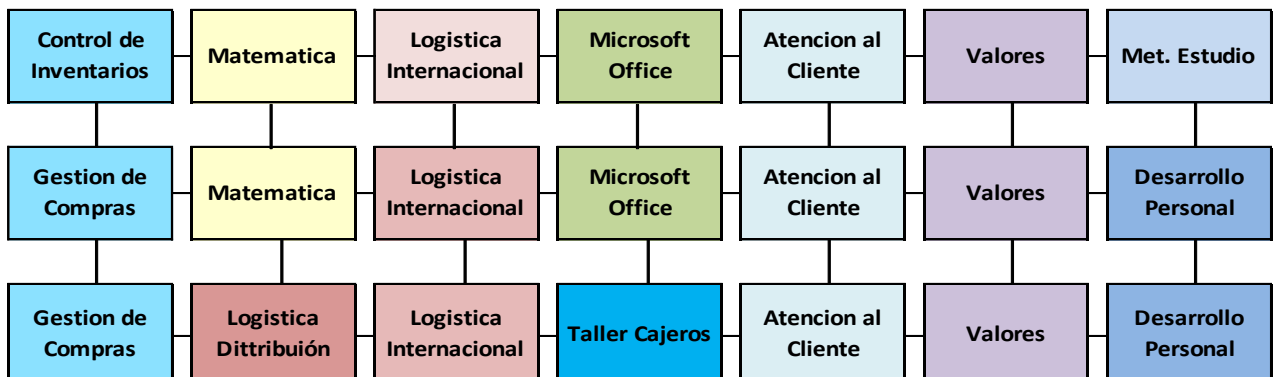 Control de
Inventarios
Matematica
Logistica
Internacional
Microsoft
Office
Atencion al
Cliente
Valores
Met. Estudio
Gestion de
Compras
Matematica
Logistica
Internacional
Microsoft
Office
Atencion al
Cliente
Valores
Desarrollo
Personal
Gestion de
Compras
Logistica
Dittribuión
Logistica
Internacional
Taller Cajeros
Atencion al
Cliente
Valores
Desarrollo
Personal